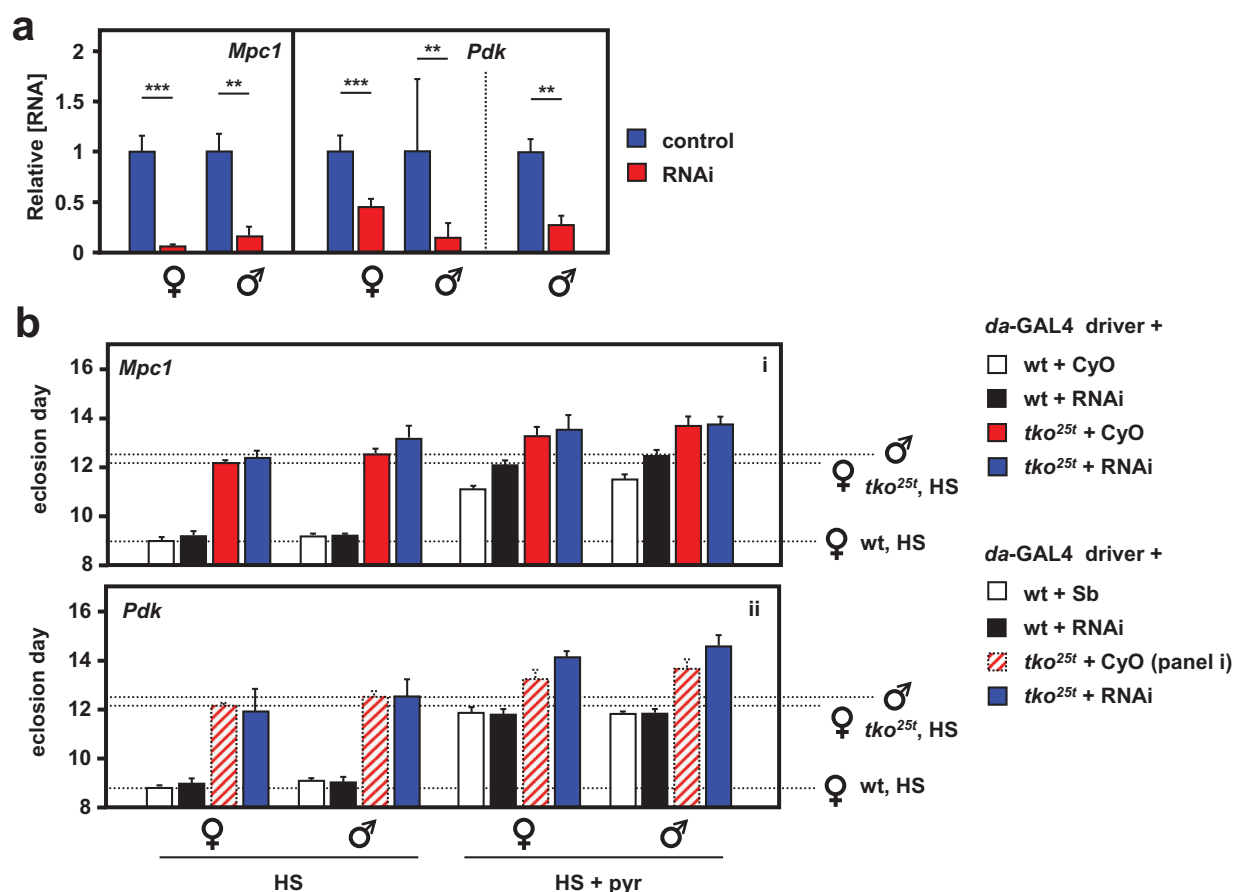 a
Mpc1
Pdk
2
1.5
1
0.5
0
Relative [RNA]
***
**
***
**
**
control
RNAi
♀
♂
♀
♂
♂
b
Mpc1
i
16
14
12
10
8
eclosion day
♂
♀ tko25t, HS
♀ wt, HS
da-GAL4 driver +
wt + CyO
wt + RNAi
tko25t + CyO
tko25t + RNAi
Pdk
ii
16
14
12
10
8
eclosion day
♂
♀ tko25t, HS
♀ wt, HS
da-GAL4 driver +
wt + Sb
wt + RNAi
tko25t + CyO (panel i)
tko25t + RNAi
♀
♂
♀
♂
HS
HS + pyr